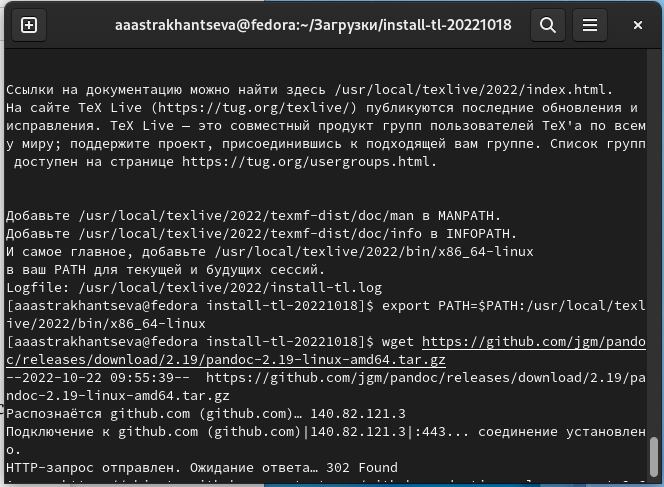 aaastrakhantseva@fedora:~/Загрузки/install-tl-20221018
Ссылки на документацию можно найти здесь /usr/local/texlive/2022/index.html.
На сайте TeX Live (https://tug.org/texlive/) публикуются последние обновления и
исправления. TeX Live — это совместный продукт групп пользователей TeX'а по всем
у миру; поддержите проект, присоединившись к подходящей вам группе. Список групп
доступен на странице https://tug.org/usergroups.html.
Добавьте /usr/local/texlive/2022/texmf-dist/doc/man в MANPATH.
Добавьте /usr/local/texlive/2022/texmf-dist/doc/info в INFOPATH.
И самое главное, добавьте /usr/local/texlive/2022/bin/x86_64-linux
в ваш PATH для текущей и будущих сессий.
Logfile: /usr/local/texlive/2022/install-tl.log
[aaastrakhantseva@fedora install-tl-20221018]$ export PATH=$PATH:/usr/local/texl
ive/2022/bin/x86_64-linux
[aaastrakhantseva@fedora install-tl-20221018]$ wget https://github.com/jgm/pando
c/releases/download/2.19/pandoc-2.19-linux-amd64.tar.gz
--2022-10-22 09:55:39--  https://github.com/jgm/pandoc/releases/download/2.19/pa
ndoc-2.19-linux-amd64.tar.gz
Распознаётся github.com (github.com)… 140.82.121.3
Подключение к github.com (github.com)|140.82.121.3|:443... соединение установлен
о.
HTTP-запрос отправлен. Ожидание ответа… 302 Found